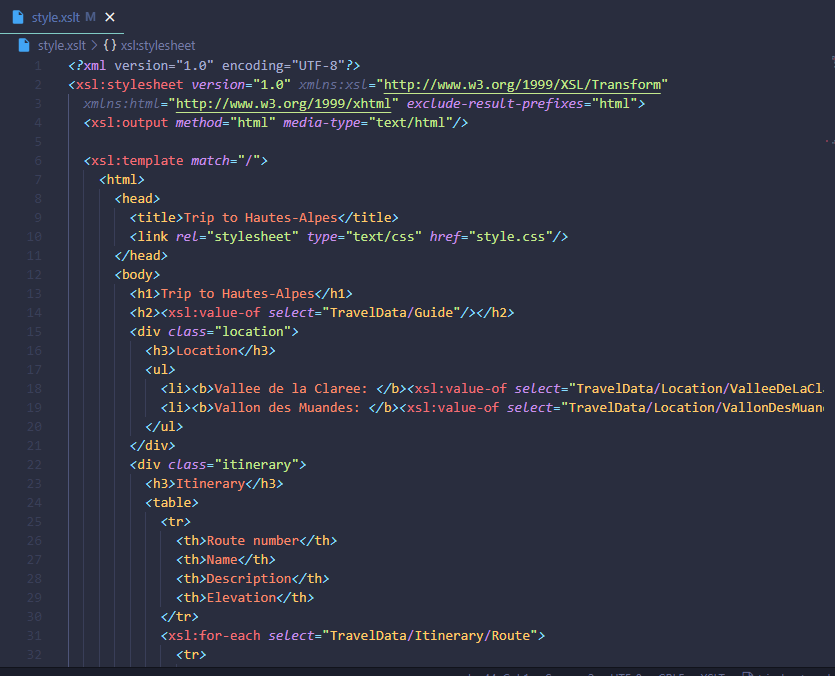 style.xslt M ✕
style.xslt > {} xsl:stylesheet
1 <?xml version="1.0" encoding="UTF-8"?>
2 <xsl:stylesheet version="1.0" xmlns:xsl="http://www.w3.org/1999/XSL/Transform"
3 xmlns:html="http://www.w3.org/1999/xhtml" exclude-result-prefixes="html">
4 <xsl:output method="html" media-type="text/html"/>
5
6 <xsl:template match="/">
7 <html>
8 <head>
9 <title>Trip to Hautes-Alpes</title>
10 <link rel="stylesheet" type="text/css" href="style.css"/>
11 </head>
12 <body>
13 <h1>Trip to Hautes-Alpes</h1>
14 <h2><xsl:value-of select="TravelData/Guide"/></h2>
15 <div class="location">
16 <h3>Location</h3>
17 <ul>
18 <li><b>Vallee de la Claree: </b><xsl:value-of select="TravelData/Location/ValleeDeLaCl
19 <li><b>Vallon des Muandes: </b><xsl:value-of select="TravelData/Location/VallonDesMuan
20 </ul>
21 </div>
22 <div class="itinerary">
23 <h3>Itinerary</h3>
24 <table>
25 <tr>
26 <th>Route number</th>
27 <th>Name</th>
28 <th>Description</th>
29 <th>Elevation</th>
30 </tr>
31 <xsl:for-each select="TravelData/Itinerary/Route">
32 <tr>